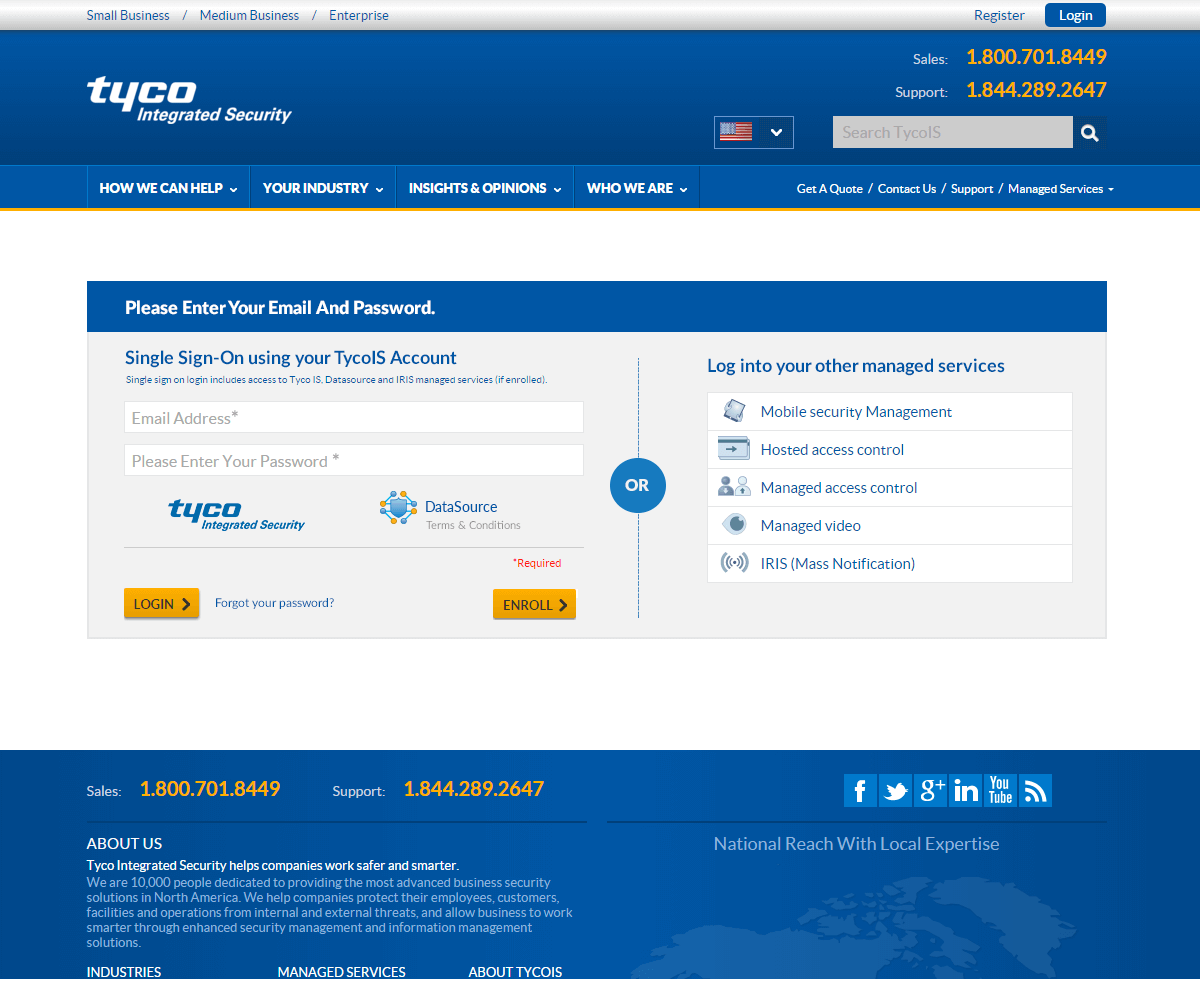 Small Business / Medium Business / Enterprise
Register Login
Sales: 1.800.701.8449
Support: 1.844.289.2647
tyco
Integrated Security
Search TycoIS
HOW WE CAN HELP YOUR INDUSTRY INSIGHTS & OPINIONS WHO WE ARE
Get A Quote / Contact Us / Support / Managed Services
Please Enter Your Email And Password.
Single Sign-On using your TycoIS Account
Single sign on login includes access to Tyco IS, Datasource and IRIS managed services (if enrolled).
Email Address*
Please Enter Your Password *
tyco
Integrated Security
DataSource
Terms & Conditions
*Required
LOGIN Forgot your password? ENROLL
OR
Log into your other managed services
Mobile security Management
Hosted access control
Managed access control
Managed video
IRIS (Mass Notification)
Sales: 1.800.701.8449 Support: 1.844.289.2647
f g+ in You Tube
ABOUT US
Tyco Integrated Security helps companies work safer and smarter.
We are 10,000 people dedicated to providing the most advanced business security
solutions in North America. We help companies protect their employees, customers,
facilities and operations from internal and external threats, and allow business to work
smarter through enhanced security management and information management
solutions.
National Reach With Local Expertise
INDUSTRIES MANAGED SERVICES ABOUT TYCOIS